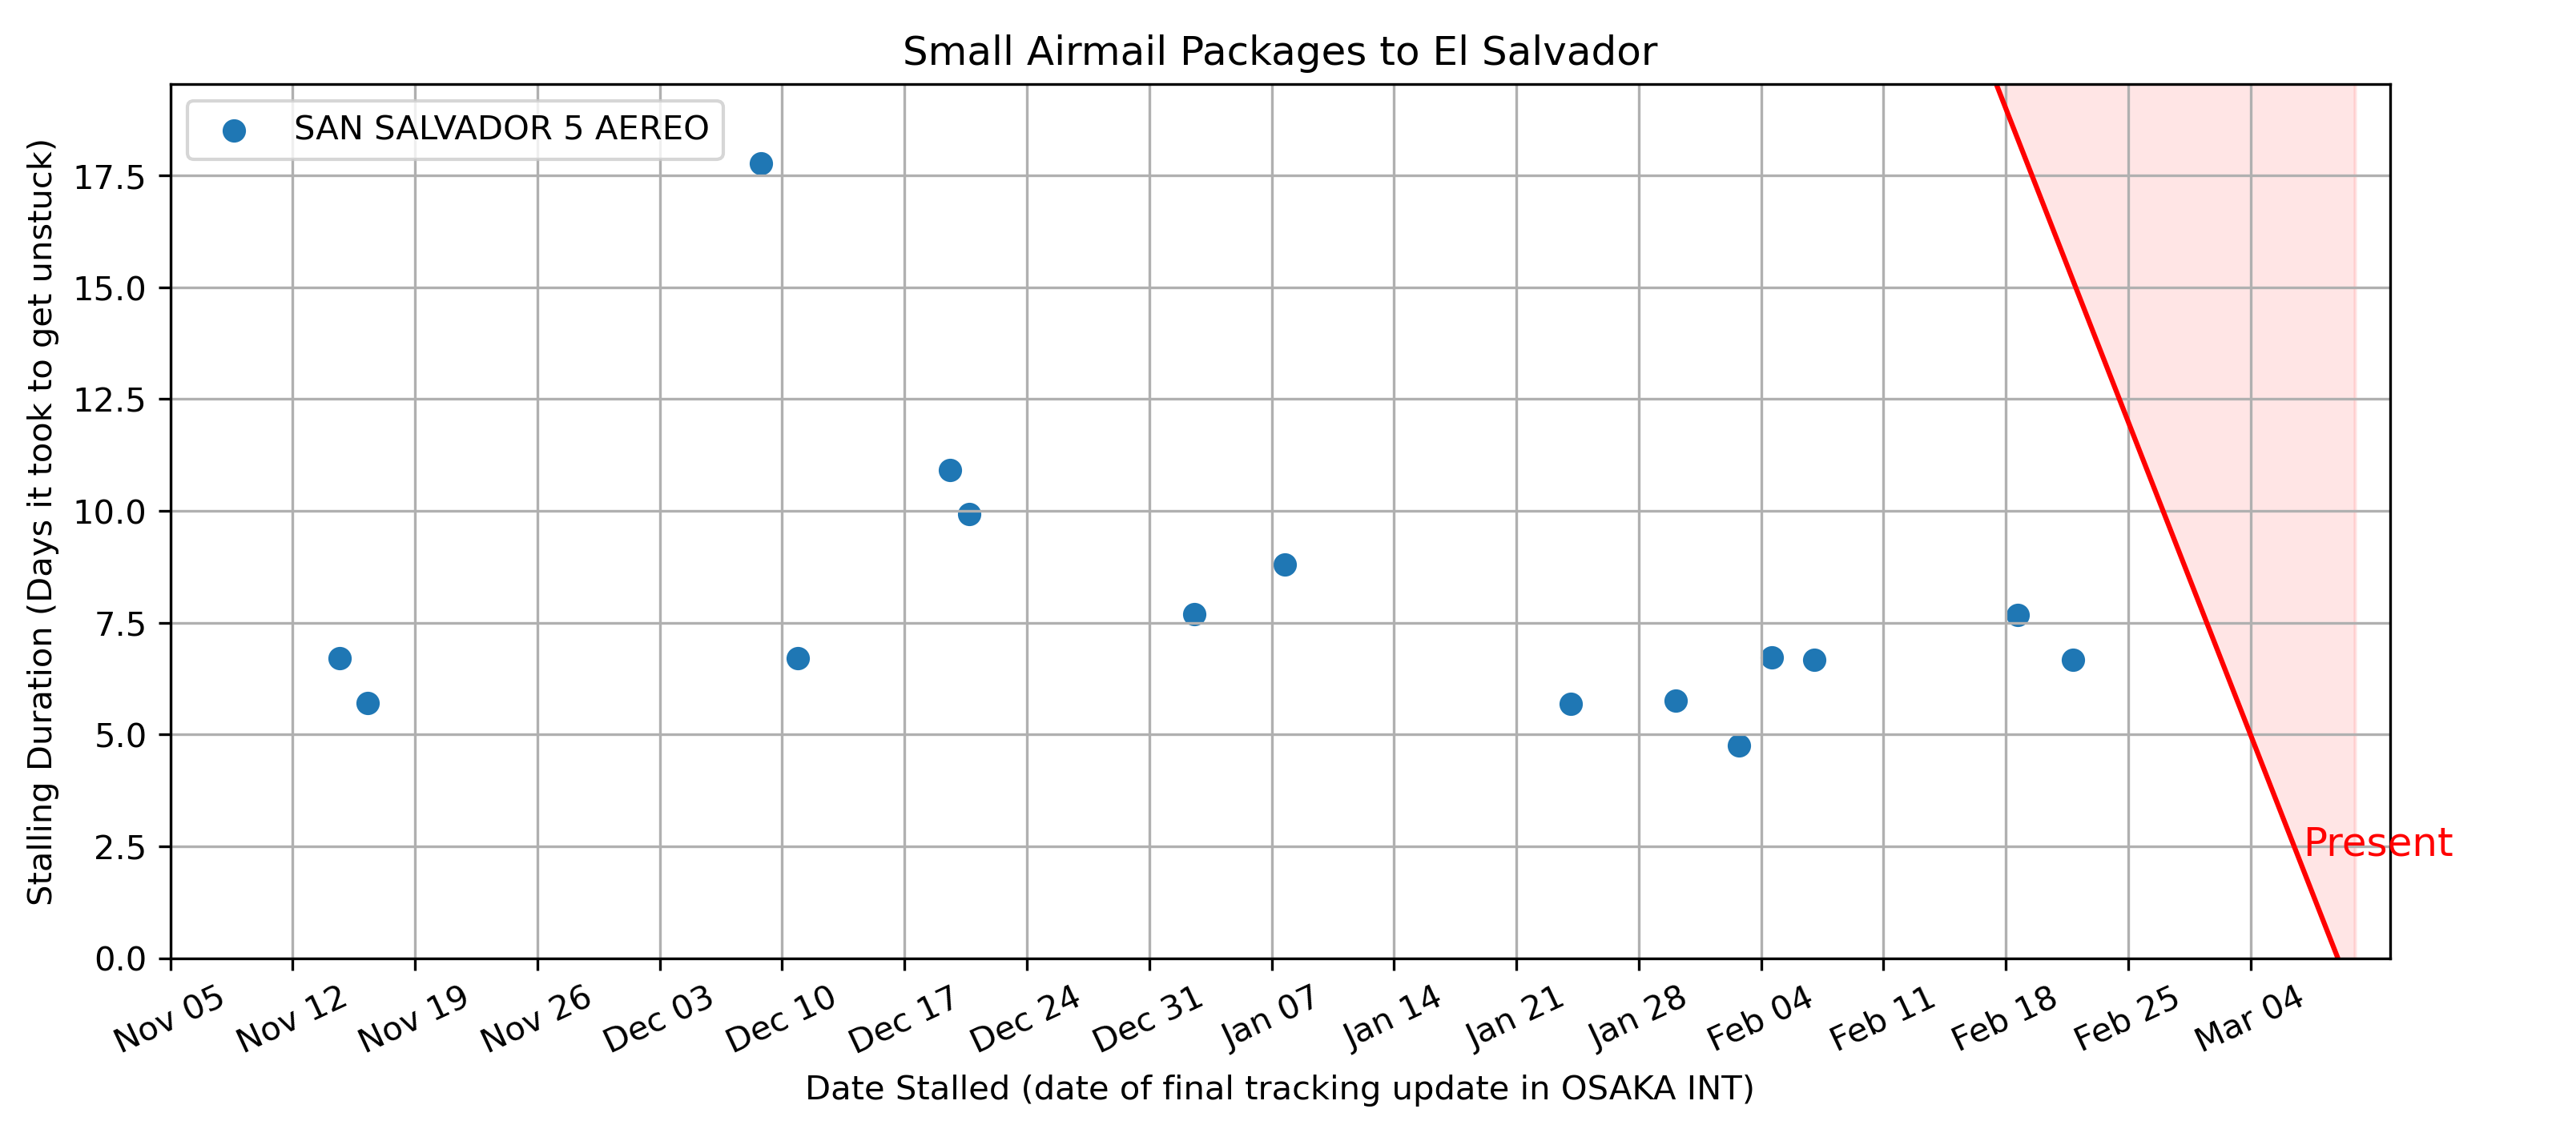 Small Airmail Packages to El Salvador
SAN SALVADOR 5 AEREO
Stalling Duration (Days it took to get unstuck)
17.5
15.0
12.5
10.0
7.5
5.0
2.5
0.0
Present
Nov 05
Nov 12
Nov 19
Nov 26
Dec 03
Dec 10
Dec 17
Dec 24
Dec 31
Jan 07
Jan 14
Jan 21
Jan 28
Feb 04
Feb 11
Feb 18
Feb 25
Mar 04
Date Stalled (date of final tracking update in OSAKA INT)